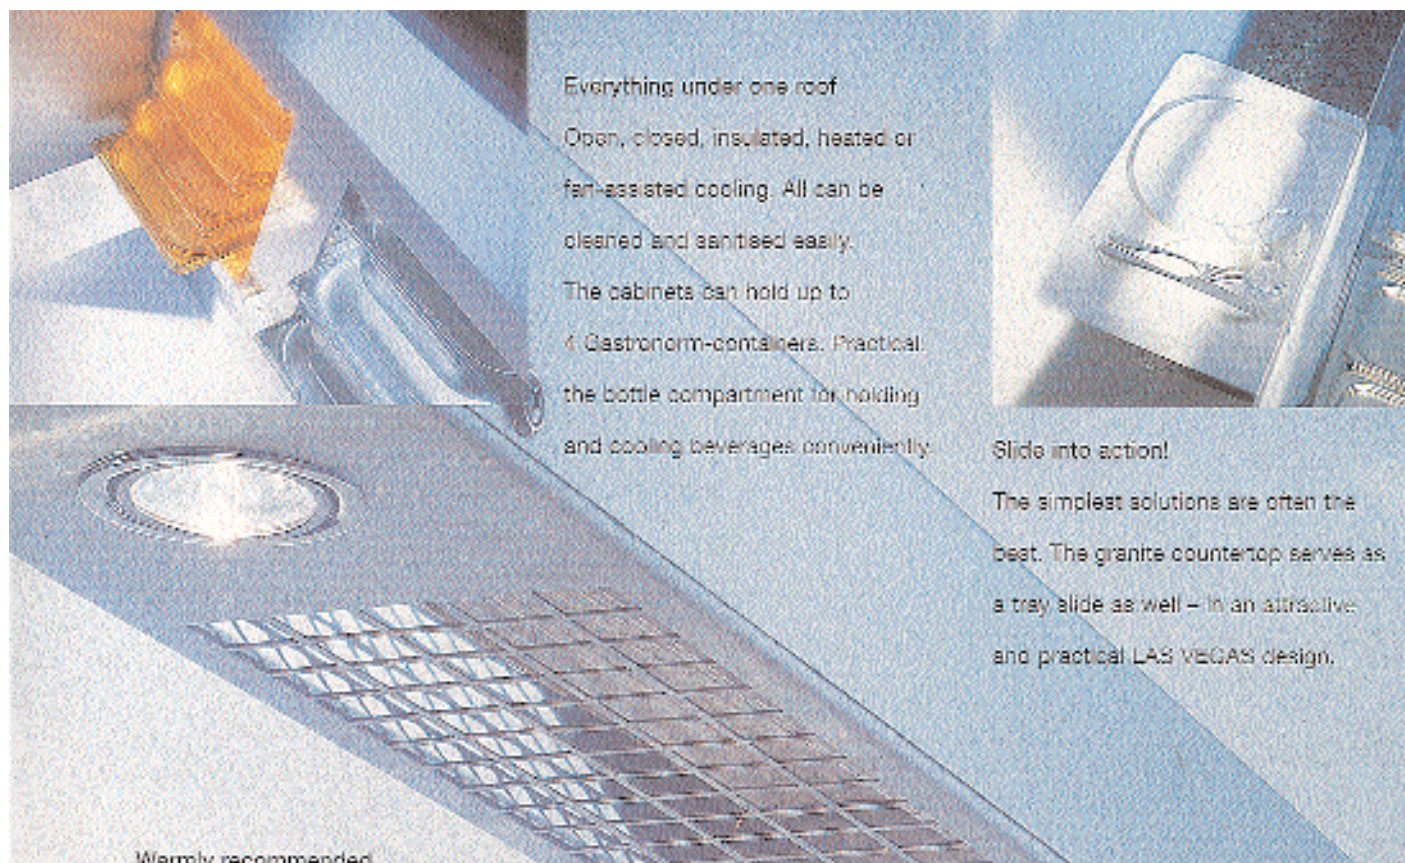 Everything under one roof
Open, closed, insulated, heated or
fan-assisted cooling. All can be
cleaned and sanitised easily.
The cabinets can hold up to
4 Gastronorm-containers. Practical:
the bottle compartment for holding
and cooling beverages conveniently.
Slide into action!
The simplest solutions are often the
best. The granite countertop serves as
a tray slide as well – in an attractive
and practical LAS VEGAS design.
Warmly recommended